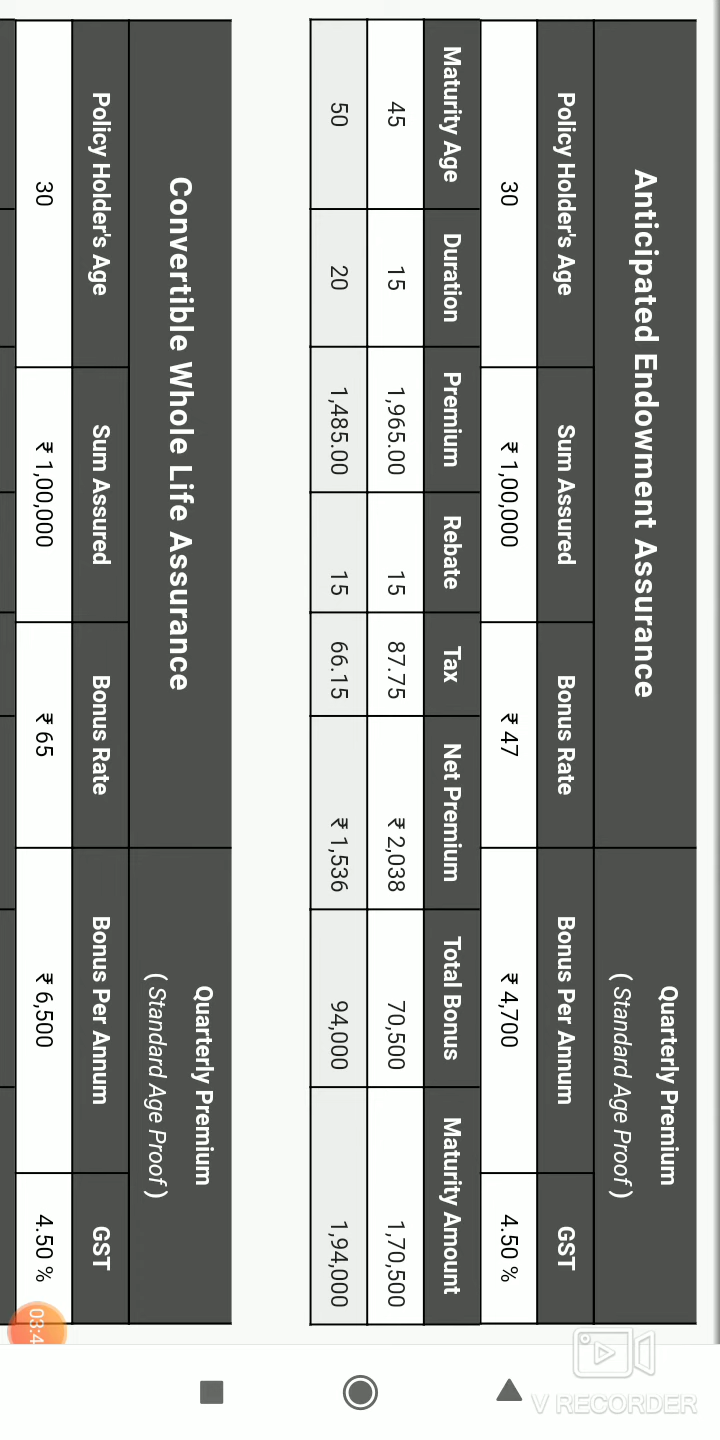 Anticipated Endowment Assurance
Quarterly Premium
( Standard Age Proof )
Policy Holder's Age Sum Assured Bonus Rate Bonus Per Annum GST
30 ₹ 1,00,000 ₹ 47 ₹ 4,700 4.50 %
Maturity Age Duration Premium Rebate Tax Net Premium Total Bonus Maturity Amount
45 15 1,965.00 15 87.75 ₹ 2,038 70,500 1,70,500
50 20 1,485.00 15 66.15 ₹ 1,536 94,000 1,94,000
Convertible Whole Life Assurance
Quarterly Premium
( Standard Age Proof )
Policy Holder's Age Sum Assured Bonus Rate Bonus Per Annum GST
30 ₹ 1,00,000 ₹ 65 ₹ 6,500 4.50 %
03:4
V RECORDER